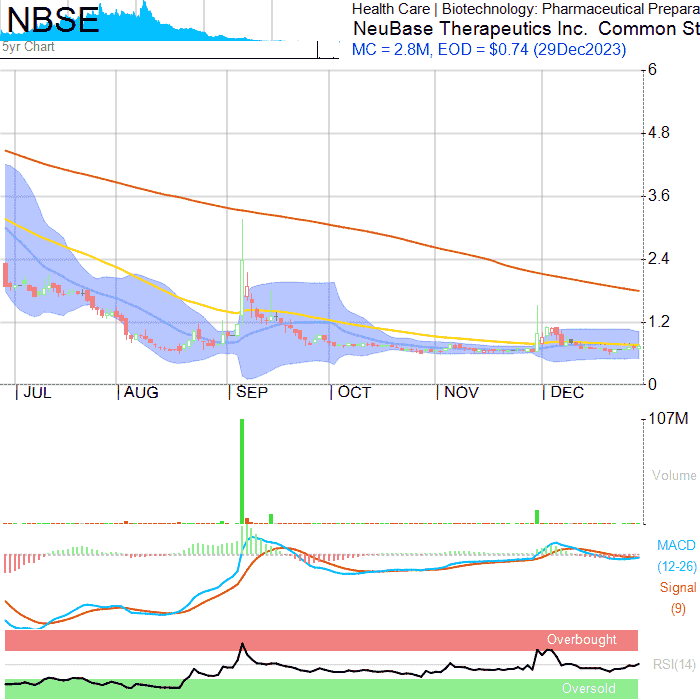 NBSE
Health Care | Biotechnology: Pharmaceutical Prepara
NeuBase Therapeutics Inc. Common St
MC = 2.8M, EOD = $0.74 (29Dec2023)
5yr Chart
6
4.8
3.6
2.4
1.2
0
JUL AUG SEP OCT NOV DEC
107M
Volume
MACD
(12-26)
Signal
(9)
Overbought
RSI(14)
Oversold